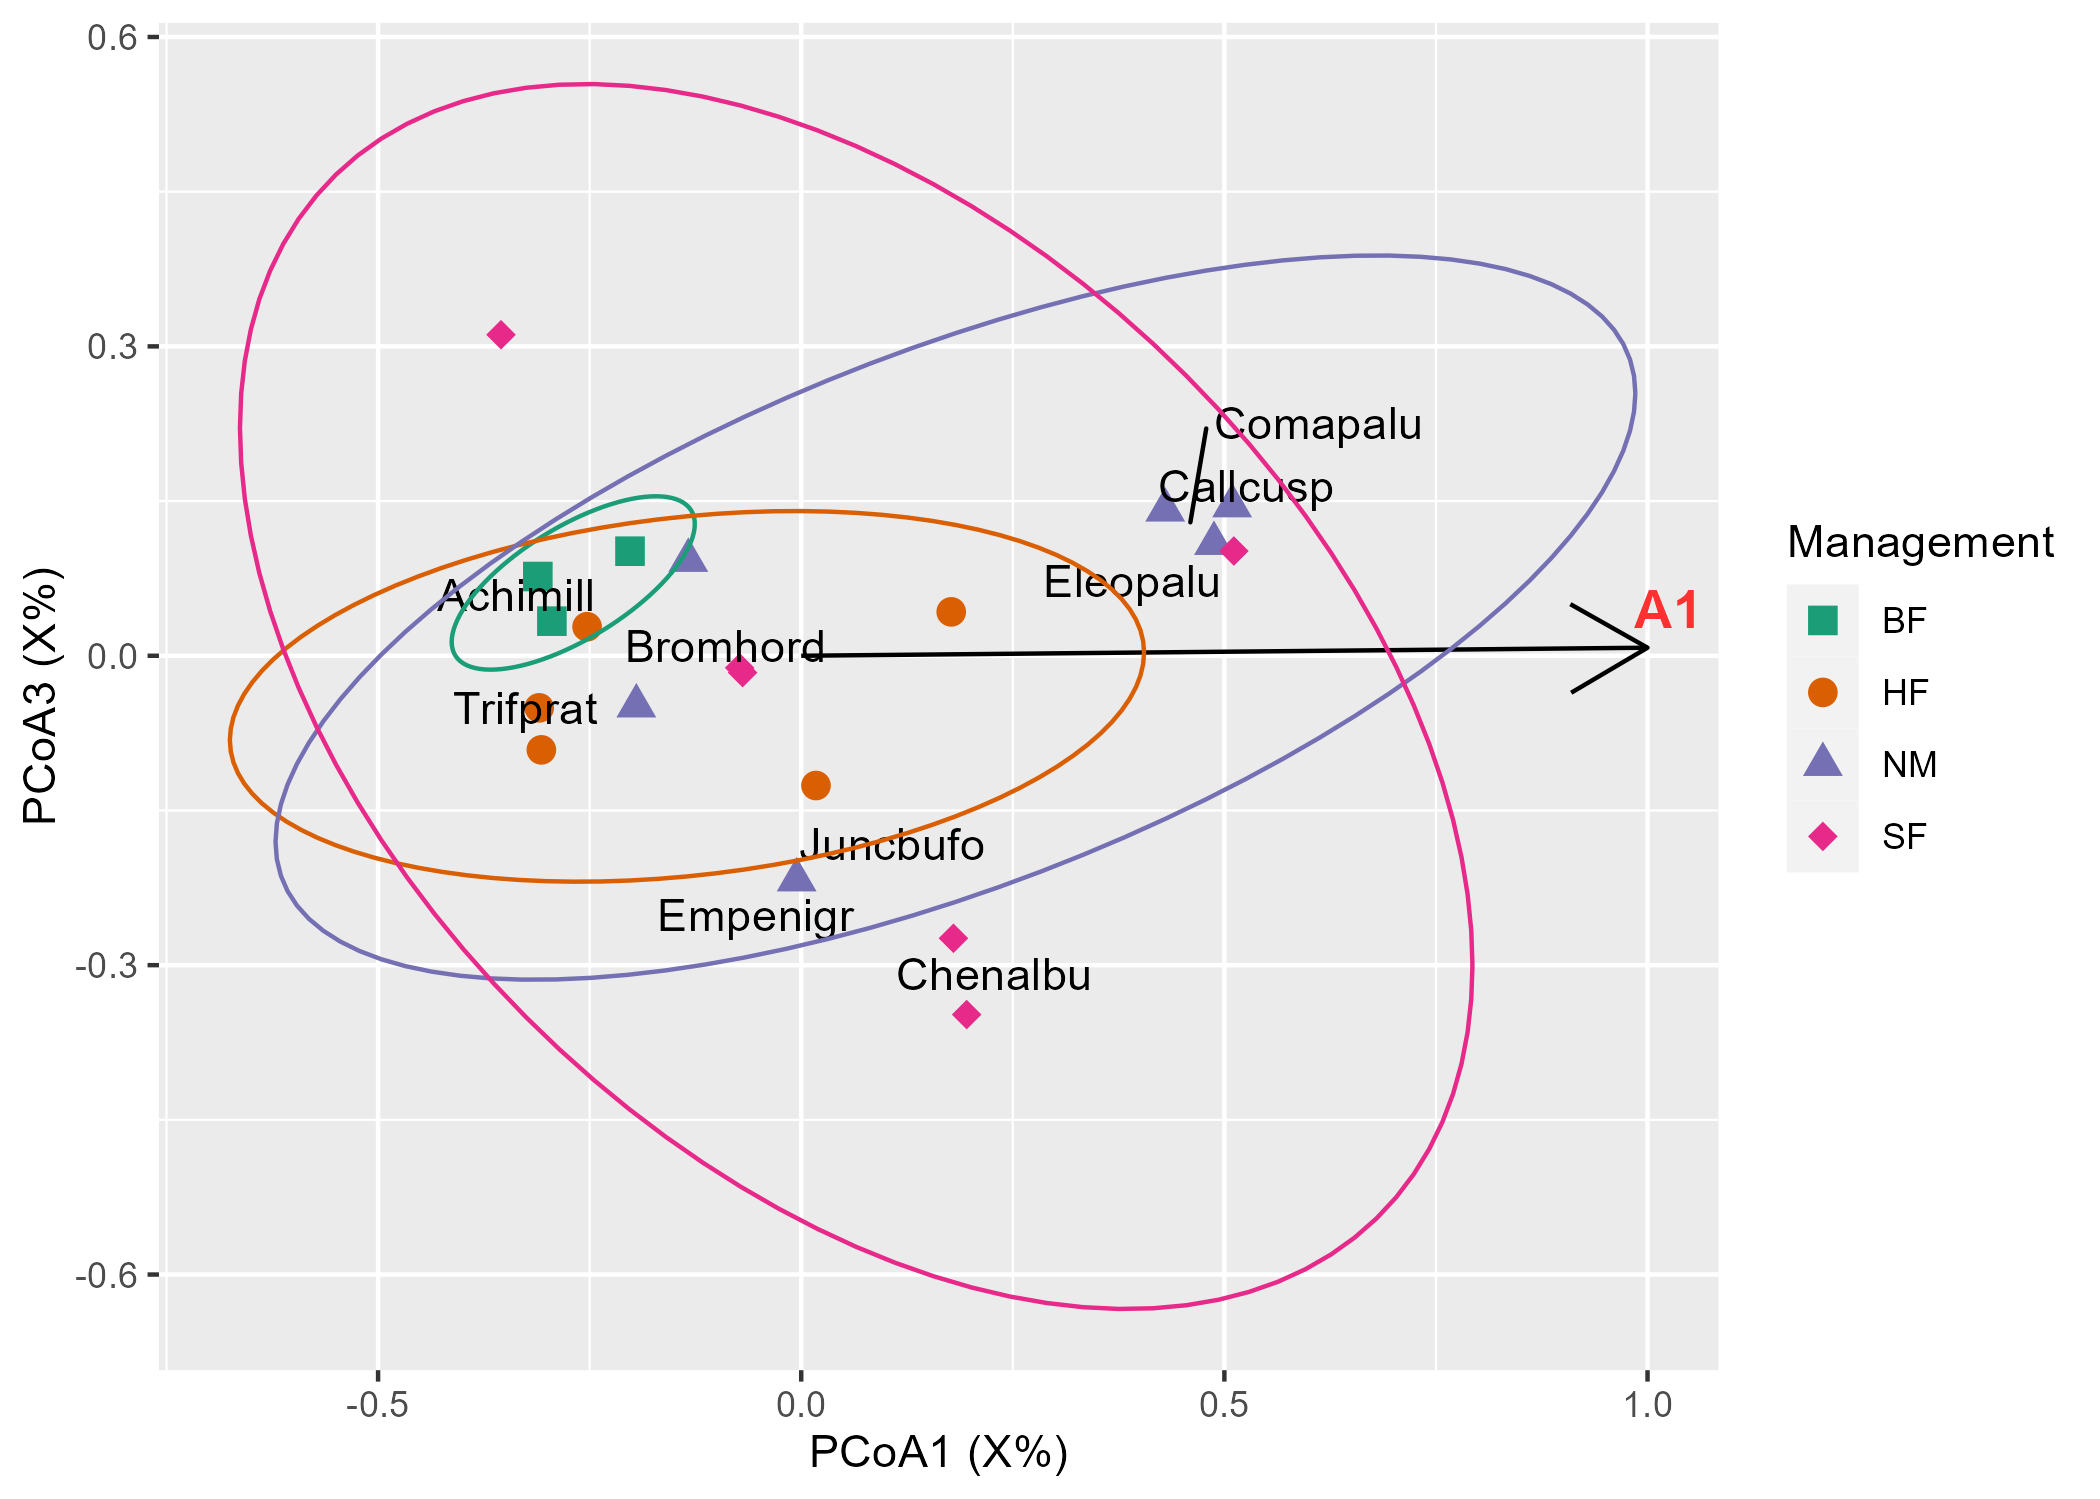 0.6
0.3
0.0
-0.3
-0.6
PCoA3 (X%)
Comapalu
Callcusp
Eleopalu
Achimill
A1
Bromhord
Trifprat
Juncbufo
Empenigr
Chenalbu
-0.5
0.0
0.5
1.0
PCoA1 (X%)
Management
BF
HF
NM
SF